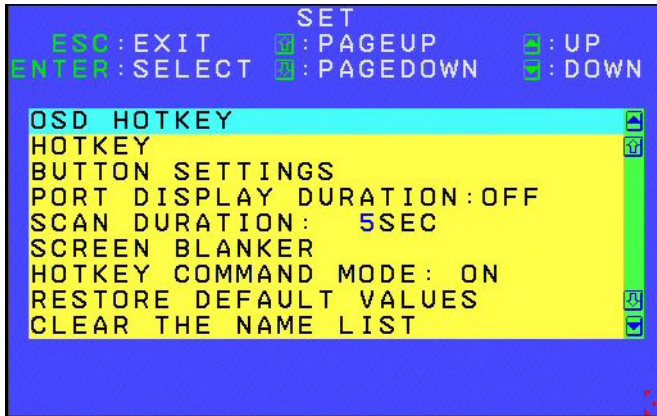 SET
ESC:EXIT :PAGEUP :UP
ENTER:SELECT :PAGEDOWN :DOWN
OSD HOTKEY
HOTKEY
BUTTON SETTINGS
PORT DISPLAY DURATION:OFF
SCAN DURATION: 5SEC
SCREEN BLANKER
HOTKEY COMMAND MODE: ON
RESTORE DEFAULT VALUES
CLEAR THE NAME LIST